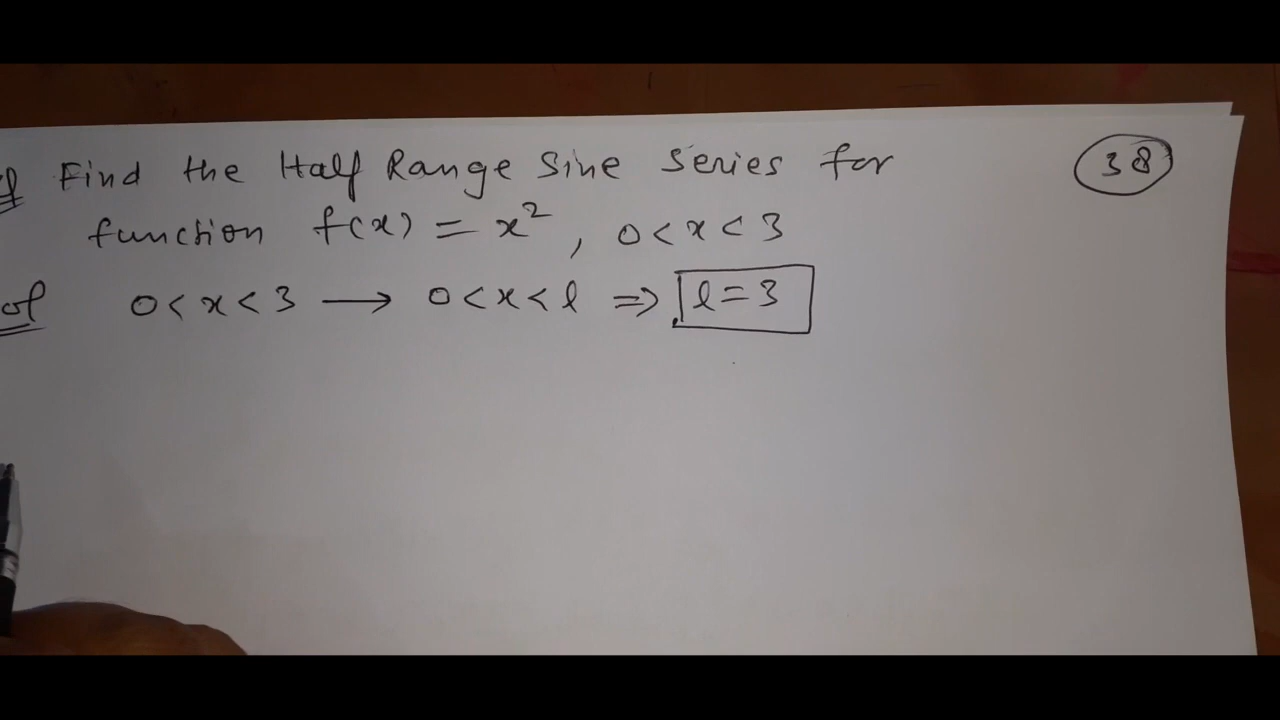 Find the Half Range Sine Series for
38
function f(x) = x², 0<x<3
0<x<3 → 0<x<l ⇒ l=3